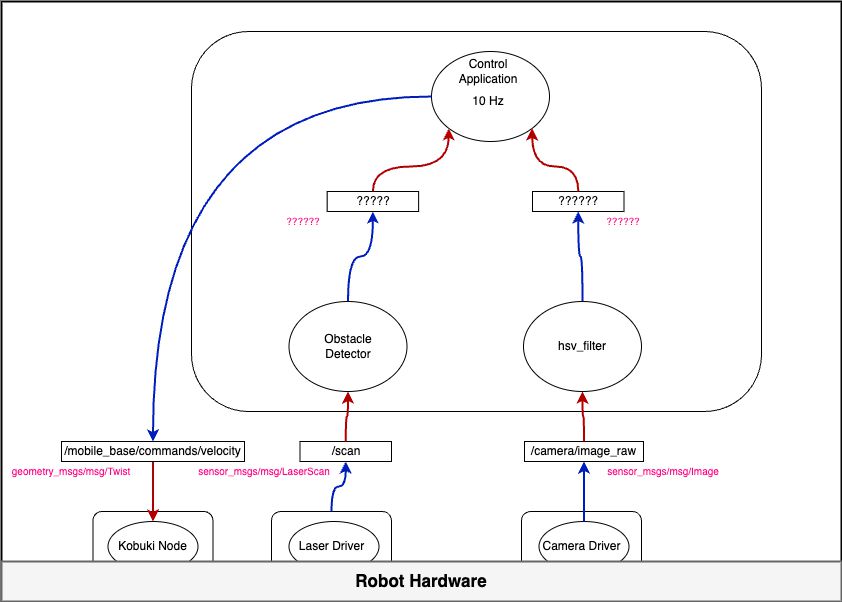 Control
Application
10 Hz
?????
??????
??????
??????
Obstacle
Detector
hsv_filter
/mobile_base/commands/velocity
/scan
/camera/image_raw
geometry_msgs/msg/Twist
sensor_msgs/msg/LaserScan
sensor_msgs/msg/Image
Kobuki Node
Laser Driver
Camera Driver
Robot Hardware